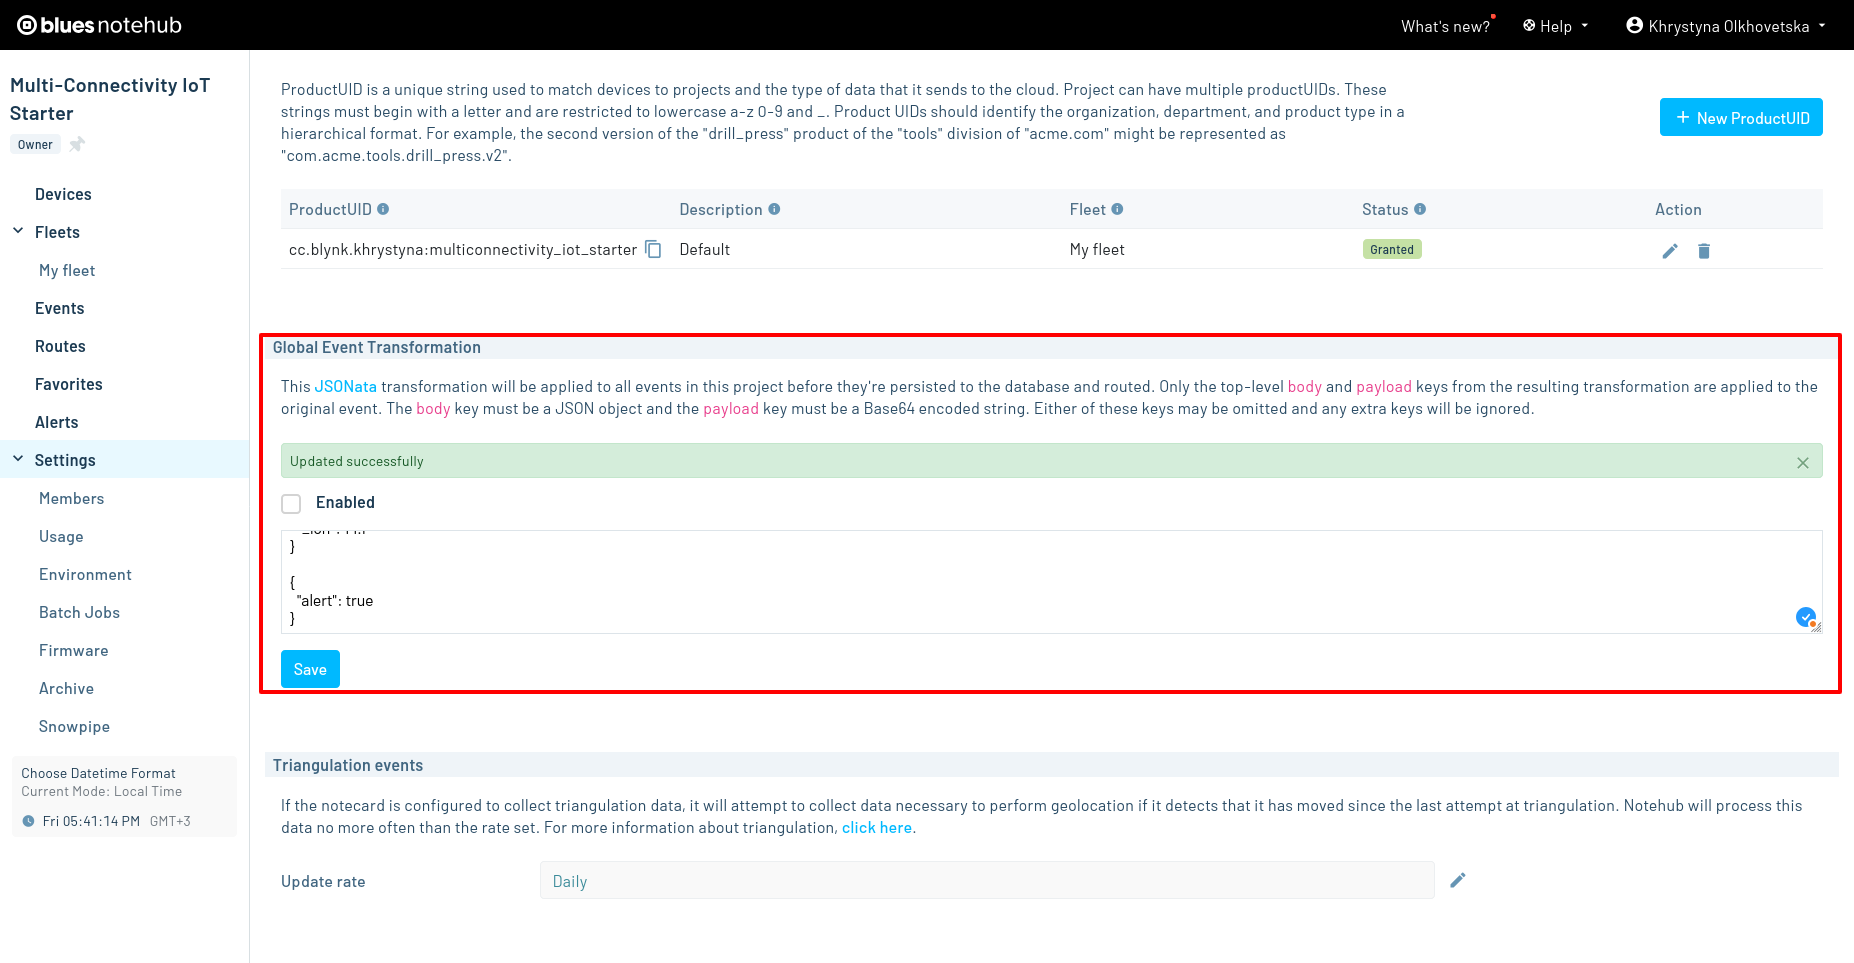 blues notehub
What's new?
Help
Khrystyna Olkhovetska
Multi-Connectivity IoT
Starter
Owner
Devices
Fleets
My fleet
Events
Routes
Favorites
Alerts
Settings
Members
Usage
Environment
Batch Jobs
Firmware
Archive
Snowpipe
Choose Datetime Format
Current Mode: Local Time
Fri 05:41:14 PM GMT+3
ProductUID is a unique string used to match devices to projects and the type of data that it sends to the cloud. Project can have multiple productUIDs. These
strings must begin with a letter and are restricted to lowercase a-z 0-9 and _. Product UIDs should identify the organization, department, and product type in a
hierarchical format. For example, the second version of the "drill_press" product of the "tools" division of "acme.com" might be represented as
"com.acme.tools.drill_press.v2".
+ New ProductUID
ProductUID Description Fleet Status Action
cc.blynk.khrystyna:multiconnectivity_iot_starter Default My fleet Granted
Global Event Transformation
This JSONata transformation will be applied to all events in this project before they're persisted to the database and routed. Only the top-level body and payload keys from the resulting transformation are applied to the
original event. The body key must be a JSON object and the payload key must be a Base64 encoded string. Either of these keys may be omitted and any extra keys will be ignored.
Updated successfully
Enabled
}
{
"alert": true
}
Save
Triangulation events
If the notecard is configured to collect triangulation data, it will attempt to collect data necessary to perform geolocation if it detects that it has moved since the last attempt at triangulation. Notehub will process this
data no more often than the rate set. For more information about triangulation, click here.
Update rate
Daily